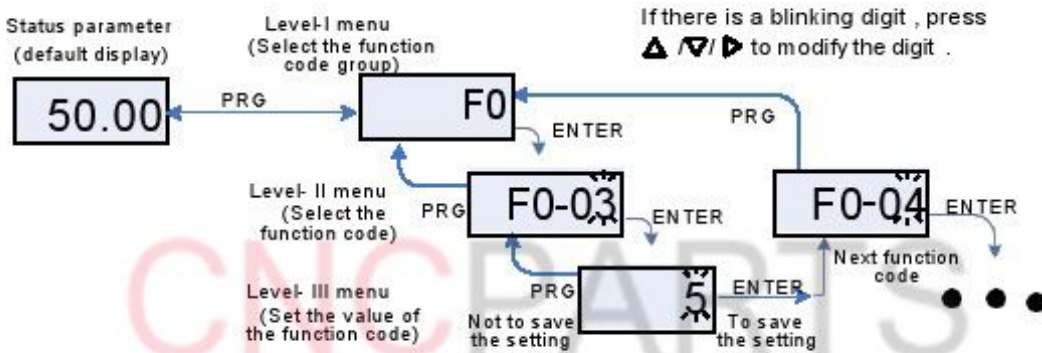 Status parameter
(default display)
50.00
PRG
Level-I menu
(Select the function
code group)
F0
ENTER
If there is a blinking digit , press
△ /▽/ ▷ to modify the digit .
PRG
Level- II menu
(Select the
function code)
PRG
F0-03
ENTER
F0-04
ENTER
Next function
code
Level- III menu
(Set the value of
the function code)
PRG
Not to save
the setting
5
ENTER
To save
the setting
CNCPARTS